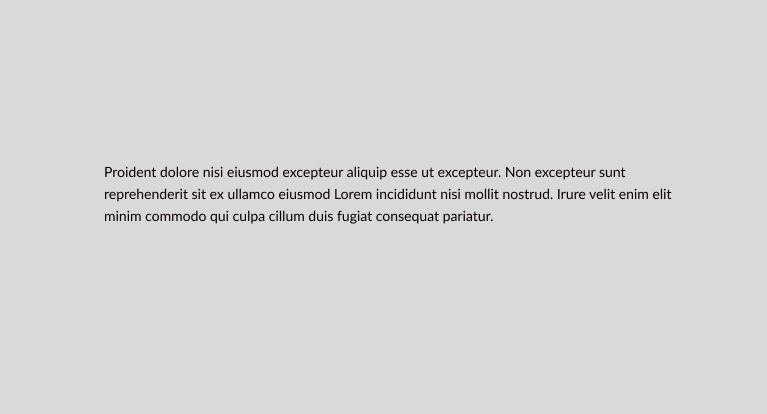 Proident dolore nisi eiusmod excepteur aliquip esse ut excepteur. Non excepteur sunt
reprehenderit sit ex ullamco eiusmod Lorem incididunt nisi mollit nostrud. Irure velit enim elit
minim commodo qui culpa cillum duis fugiat consequat pariatur.